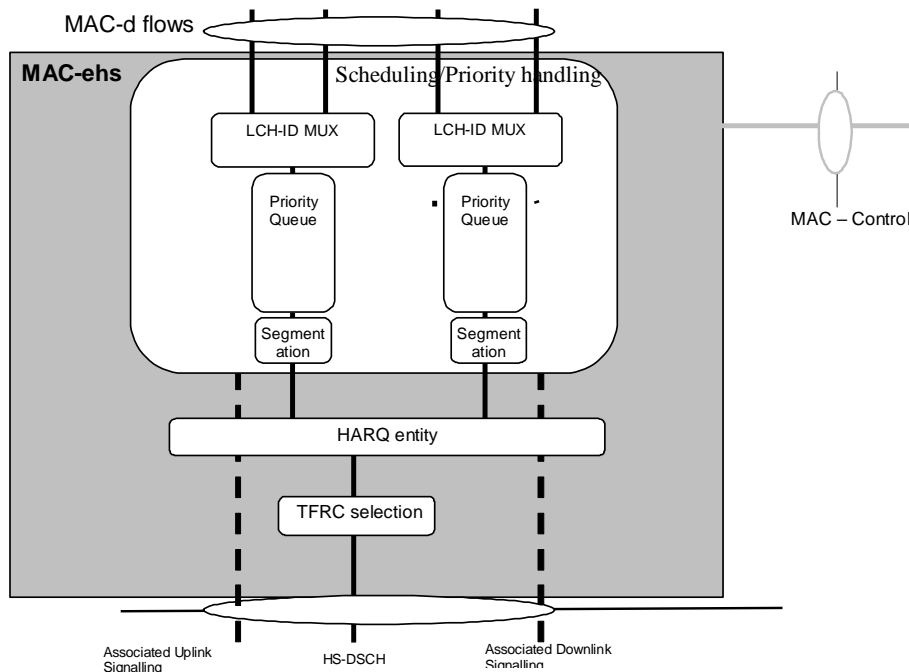 MAC-d flows
MAC-ehs
Scheduling/Priority handling
LCH-ID MUX
LCH-ID MUX
Priority
Queue
Priority
Queue
Segment
ation
Segment
ation
HARQ entity
TFRC selection
MAC – Control
Associated Uplink
Signalling
HS-DSCH
Associated Downlink
Signalling